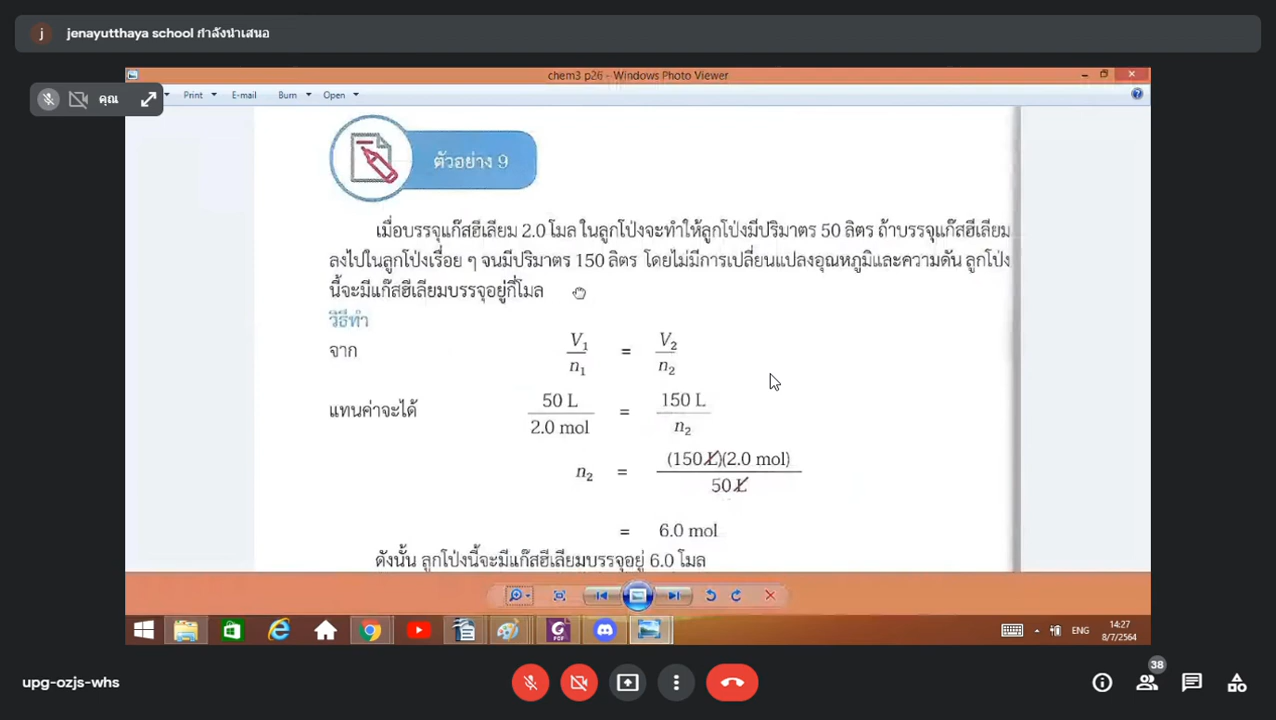 j jenayutthaya school กำลังนำเสนอ
chem3 p26 - Windows Photo Viewer
คุณ
Print E-mail Burn Open
ตัวอย่าง 9
เมื่อบรรจุแก๊สฮีเลียม 2.0 โมล ในลูกโป่งจะทำให้ลูกโป่งมีปริมาตร 50 ลิตร ถ้าบรรจุแก๊สฮีเลียม
ลงไปในลูกโป่งเรื่อย ๆ จนมีปริมาตร 150 ลิตร โดยไม่มีการเปลี่ยนแปลงอุณหภูมิและความดัน ลูกโป่ง
นี้จะมีแก๊สฮีเลียมบรรจุอยู่กี่โมล
วิธีทำ
จาก V₁/n₁ = V₂/n₂
แทนค่าจะได้ 50 L/2.0 mol = 150 L/n₂
n₂ = (150 L)(2.0 mol)/50 L
= 6.0 mol
ดังนั้น ลูกโป่งนี้จะมีแก๊สฮีเลียมบรรจุอยู่ 6.0 โมล
ENG
14:27
8/7/2564
38
upg-ozjs-whs